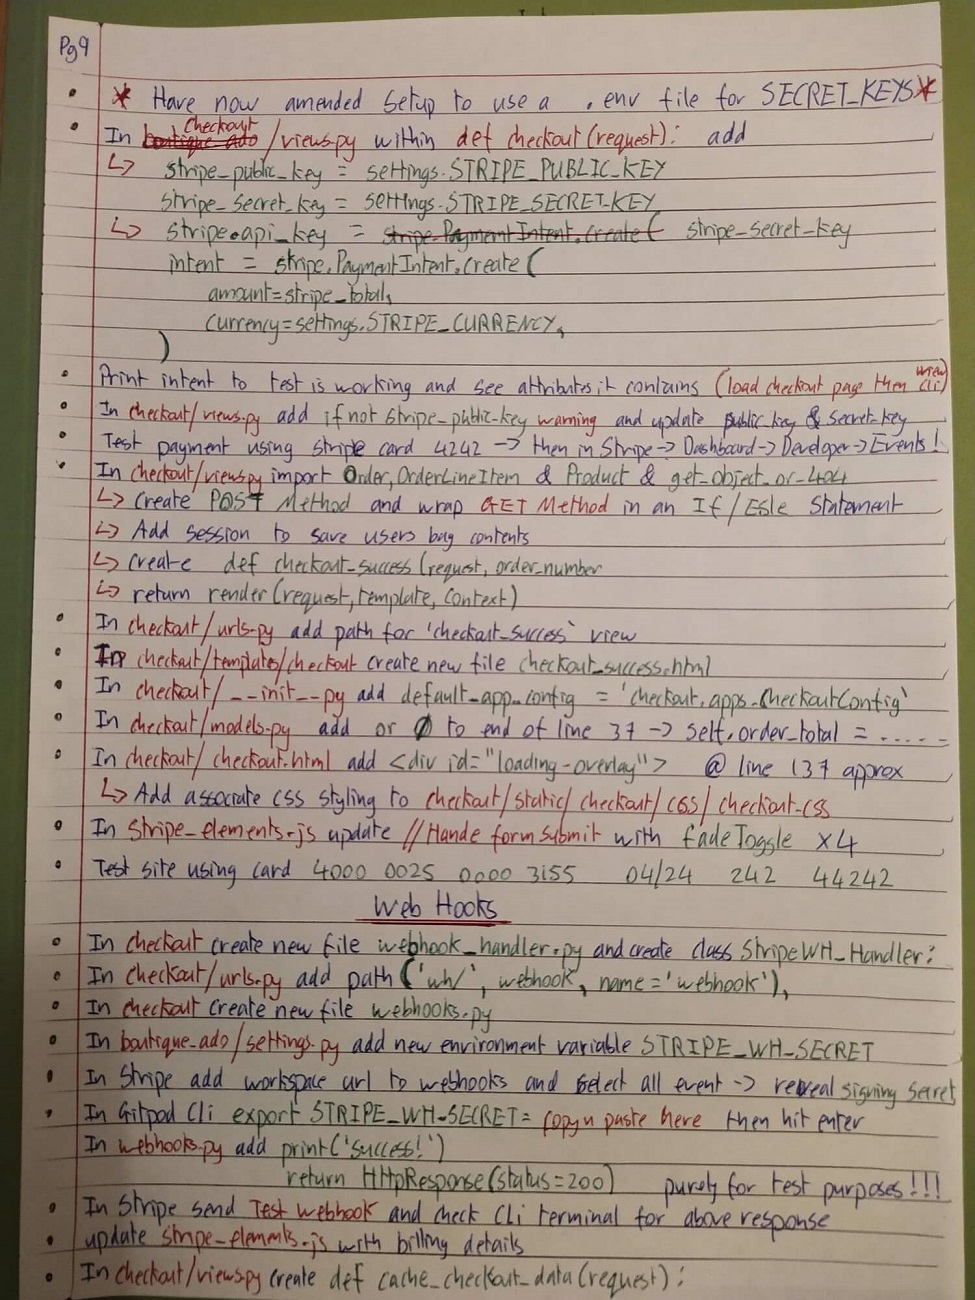 Pg9
* Have now amended Setup to use a .env file for SECRET_KEYS *
Checkout
In boutique ado /views.py within def checkout(request): add
↳ stripe_public_key = settings.STRIPE_PUBLIC_KEY
stripe_secret_key = settings.STRIPE_SECRET_KEY
↳ stripe.api_key = stripe.PaymentIntent.create( stripe_secret_key
intent = stripe.PaymentIntent.create(
amount=stripe_total,
currency=settings.STRIPE_CURRENCY,
)
Print intent to test is working and see attributes it contains (load checkout page then view CLi)
In checkout/views.py add if not stripe_public_key warning and update public_key & secret_key
Test payment using stripe card 4242 -> then in Stripe -> Dashboard -> Developer -> Events!
In checkout/views.py import Order, OrderLineItem & Product & get_object_or_404
↳ Create POST Method and wrap GET Method in an If/Esle Statement
↳ Add session to save users bag contents
↳ create def checkout_success(request, order_number
↳ return render(request, template, context)
In checkout/urls.py add path for 'checkout_success' view
In checkout/templates/checkout create new file checkout_success.html
In checkout/__init__.py add default_app_config = 'checkout.apps.CheckoutConfig'
In checkout/models.py add or 0 to end of line 37 -> self.order_total = .....
In checkout/checkout.html add <div id="loading-overlay"> @ line 137 approx
↳ Add associate css styling to checkout/static/checkout/css/checkout.css
In stripe_elements.js update //Hande form submit with fadeToggle x4
Test site using card 4000 0025 0000 3155 04/24 242 44242
Web Hooks
In checkout create new file webhook_handler.py and create class StripeWH_Handler:
In checkout/urls.py add path('wh/', webhook, name='webhook'),
In checkout create new file webhooks.py
In boutique_ado/settings.py add new environment variable STRIPE_WH_SECRET
In Stripe add workspace url to webhooks and select all event -> reveal signing secret
In Gitpod Cli export STRIPE_WH_SECRET= copy n paste here then hit enter
In webhooks.py add print('success!')
return HttpResponse(status=200) purely for test purposes!!!
In Stripe send Test webhook and check CLi terminal for above response
update stripe_elements.js with billing details
In checkout/views.py create def cache_checkout_data(request):